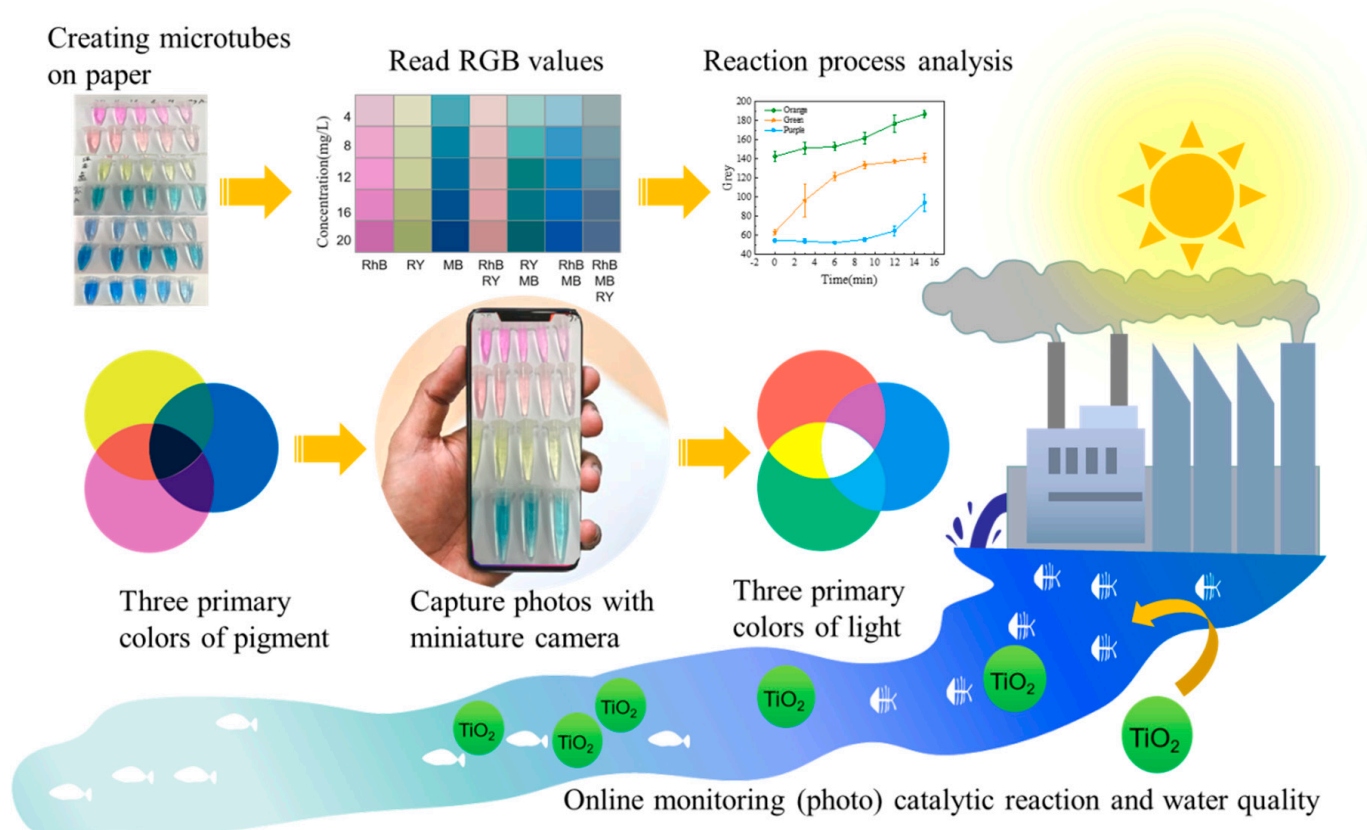 Creating microtubes
on paper
Read RGB values
Reaction process analysis
Concentration(mg/L)
4
8
12
16
20
RhB
RY
MB
RhB
RY
RY
MB
RhB
MB
RhB
MB
RY
Grey
200
180
160
140
120
100
80
60
40
Orange
Green
Purple
-2 0 2 4 6 8 10 12 14 16
Time(min)
Three primary
colors of pigment
Capture photos with
miniature camera
Three primary
colors of light
TiO₂
TiO₂
TiO₂
TiO₂
TiO₂
TiO₂
Online monitoring (photo) catalytic reaction and water quality